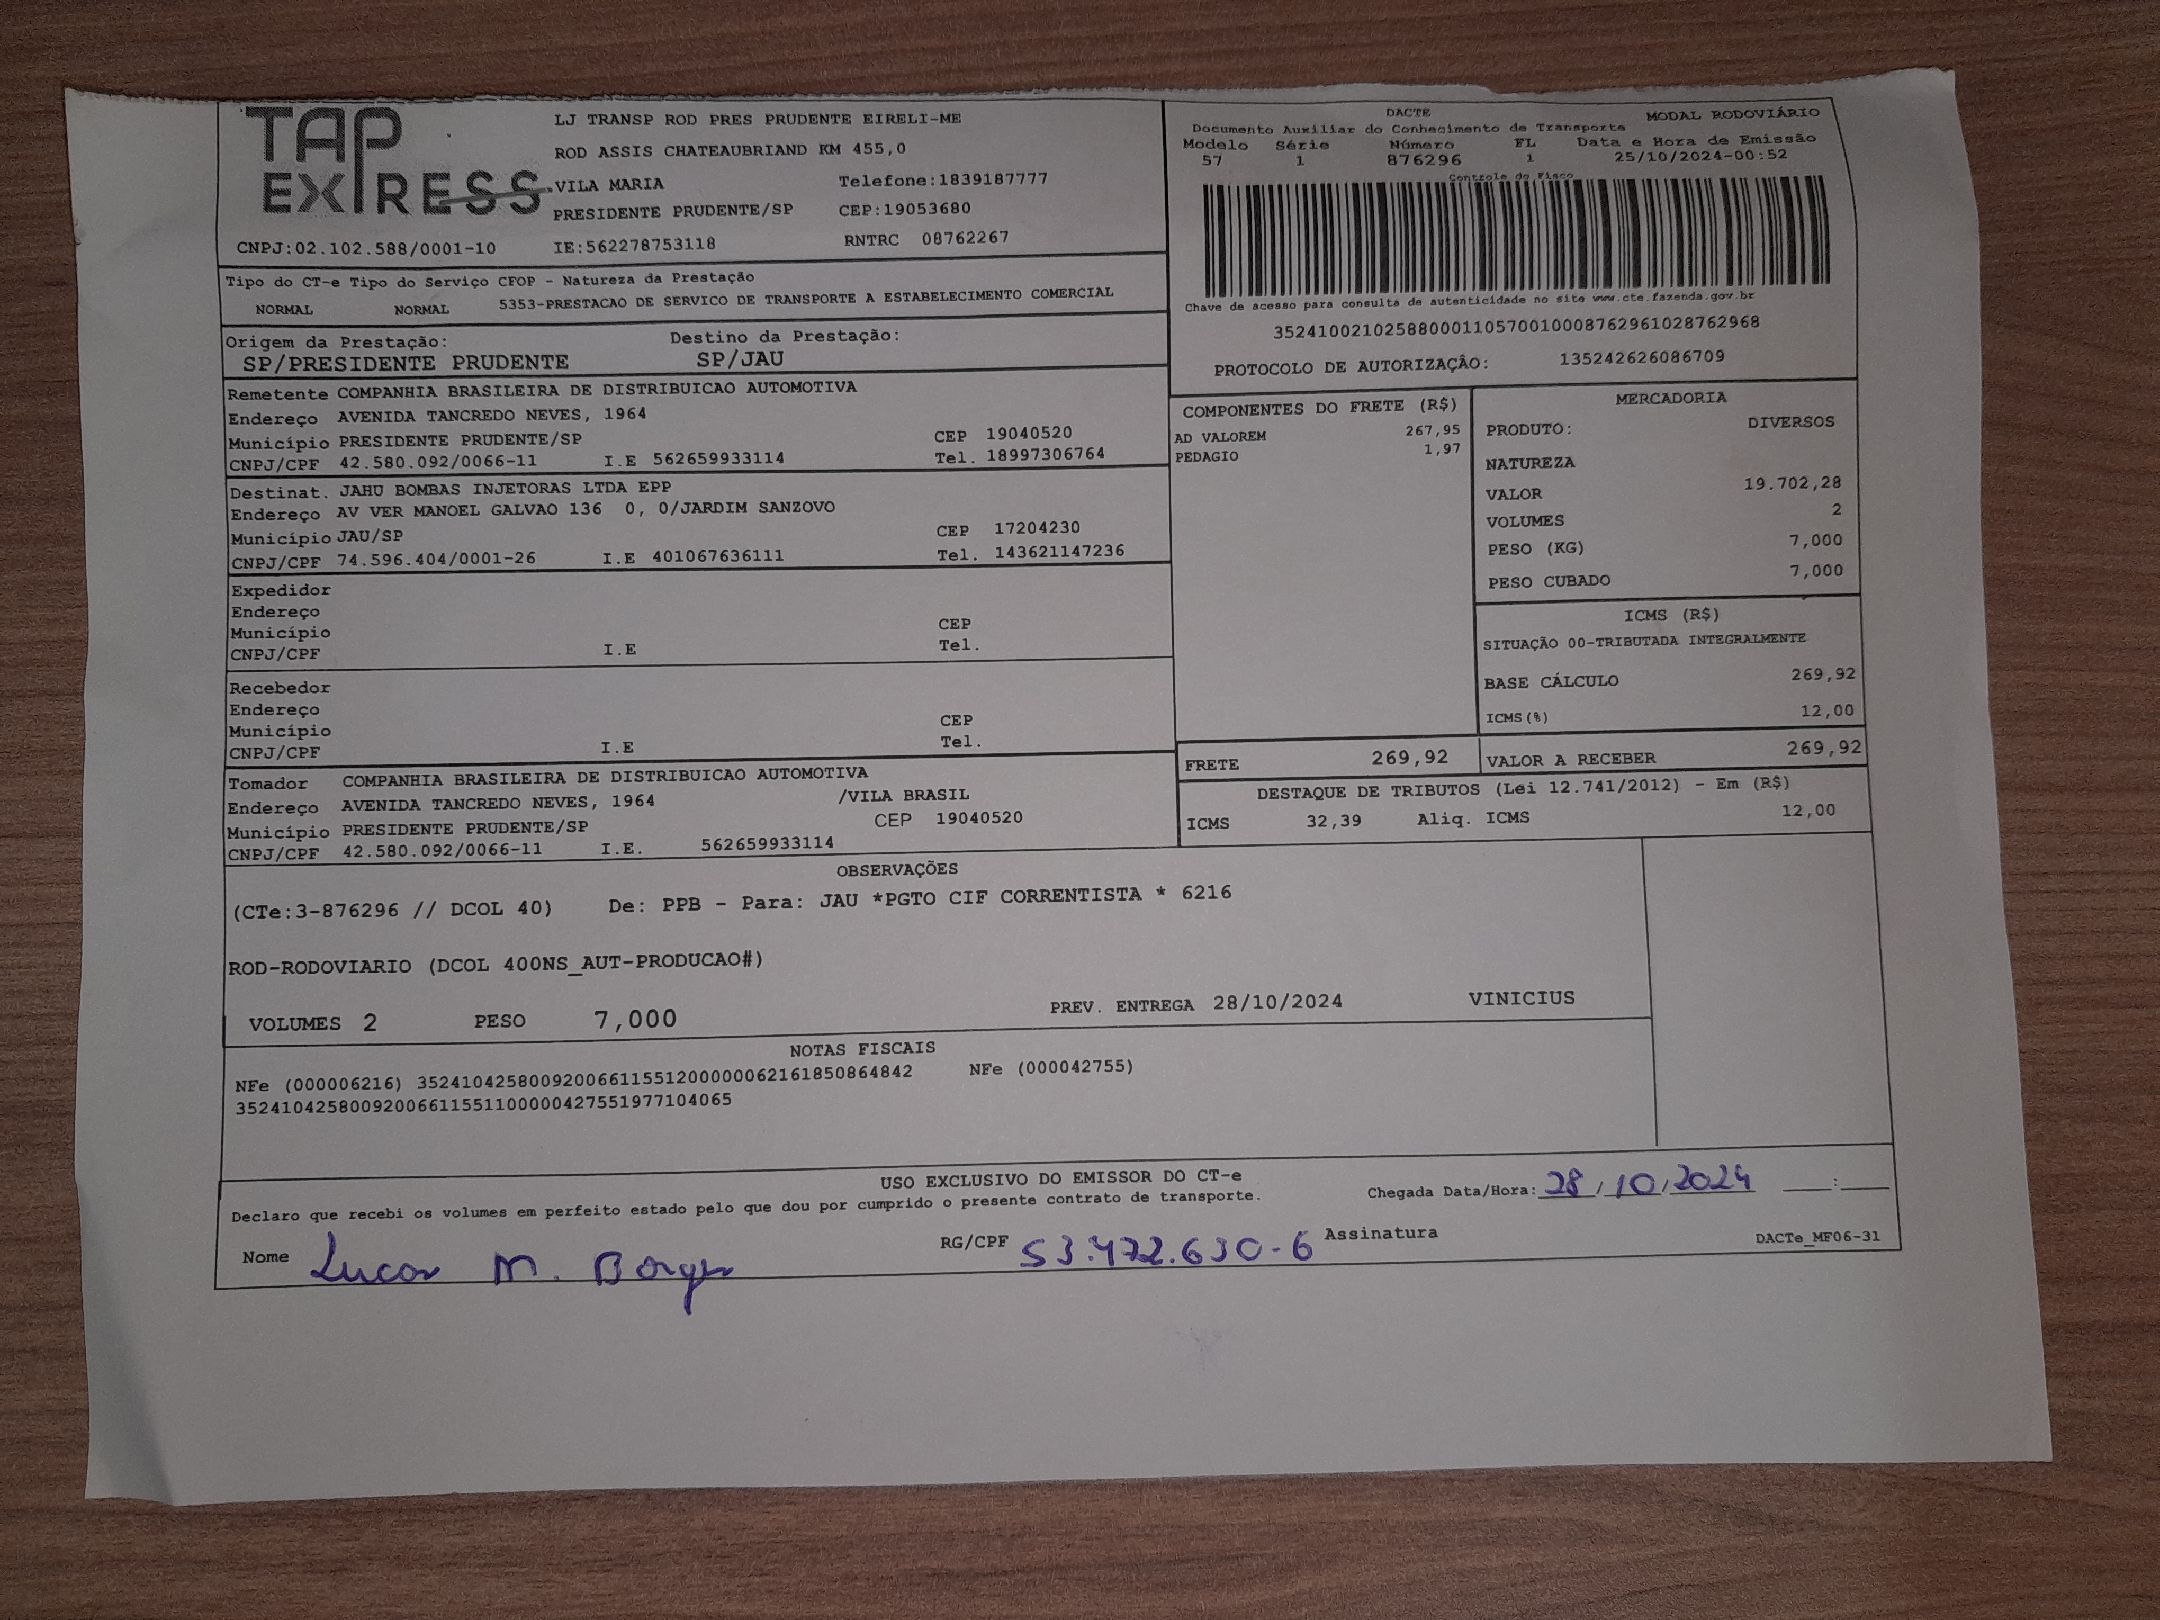 TAP EXPRESS
LJ TRANSP ROD PRES PRUDENTE EIRELI-ME
ROD ASSIS CHATEAUBRIAND KM 455,0
VILA MARIA Telefone:1839187777
PRESIDENTE PRUDENTE/SP CEP:19053680
CNPJ:02.102.588/0001-10 IE:562278753118 RNTRC 08762267
DACTE MODAL RODOVIÁRIO
Documento Auxiliar do Conhecimento de Transporte
Modelo Série Número FL Data e Hora de Emissão
57 1 876296 1 25/10/2024-00:52
Controle do Fisco
Chave de acesso para consulta de autenticidade no site www.cte.fazenda.gov.br
35241002102588000110570010008762961028762968
PROTOCOLO DE AUTORIZAÇÂO: 135242626086709
Tipo do CT-e Tipo do Serviço CFOP - Natureza da Prestação
NORMAL NORMAL 5353-PRESTACAO DE SERVICO DE TRANSPORTE A ESTABELECIMENTO COMERCIAL
Origem da Prestação: Destino da Prestação:
SP/PRESIDENTE PRUDENTE SP/JAU
Remetente COMPANHIA BRASILEIRA DE DISTRIBUICAO AUTOMOTIVA
Endereço AVENIDA TANCREDO NEVES, 1964
Município PRESIDENTE PRUDENTE/SP CEP 19040520
CNPJ/CPF 42.580.092/0066-11 I.E 562659933114 Tel. 18997306764
Destinat. JAHU BOMBAS INJETORAS LTDA EPP
Endereço AV VER MANOEL GALVAO 136 0, 0/JARDIM SANZOVO
Município JAU/SP CEP 17204230
CNPJ/CPF 74.596.404/0001-26 I.E 401067636111 Tel. 143621147236
Expedidor
Endereço
Município CEP
CNPJ/CPF I.E Tel.
Recebedor
Endereço
Município CEP
CNPJ/CPF I.E Tel.
Tomador COMPANHIA BRASILEIRA DE DISTRIBUICAO AUTOMOTIVA
Endereço AVENIDA TANCREDO NEVES, 1964 /VILA BRASIL
Município PRESIDENTE PRUDENTE/SP CEP 19040520
CNPJ/CPF 42.580.092/0066-11 I.E. 562659933114
COMPONENTES DO FRETE (R$)
AD VALOREM 267,95
PEDAGIO 1,97
MERCADORIA
PRODUTO: DIVERSOS
NATUREZA
VALOR 19.702,28
VOLUMES 2
PESO (KG) 7,000
PESO CUBADO 7,000
ICMS (R$)
SITUAÇÃO 00-TRIBUTADA INTEGRALMENTE
BASE CÁLCULO 269,92
ICMS(%) 12,00
FRETE 269,92 VALOR A RECEBER 269,92
DESTAQUE DE TRIBUTOS (Lei 12.741/2012) - Em (R$)
ICMS 32,39 Aliq. ICMS 12,00
OBSERVAÇÕES
(CTe:3-876296 // DCOL 40) De: PPB - Para: JAU *PGTO CIF CORRENTISTA * 6216
ROD-RODOVIARIO (DCOL 400NS_AUT-PRODUCAO#)
VOLUMES 2 PESO 7,000 PREV. ENTREGA 28/10/2024 VINICIUS
NOTAS FISCAIS
NFe (000006216) 35241042580092006611551200000062161850864842 NFe (000042755)
35241042580092006611551100000427551977104065
USO EXCLUSIVO DO EMISSOR DO CT-e
Declaro que recebi os volumes em perfeito estado pelo que dou por cumprido o presente contrato de transporte.
Chegada Data/Hora: 28/10/2024 __:__
Nome Lucas M. Borges RG/CPF 53.472.630-6 Assinatura DACTe_MF06-31